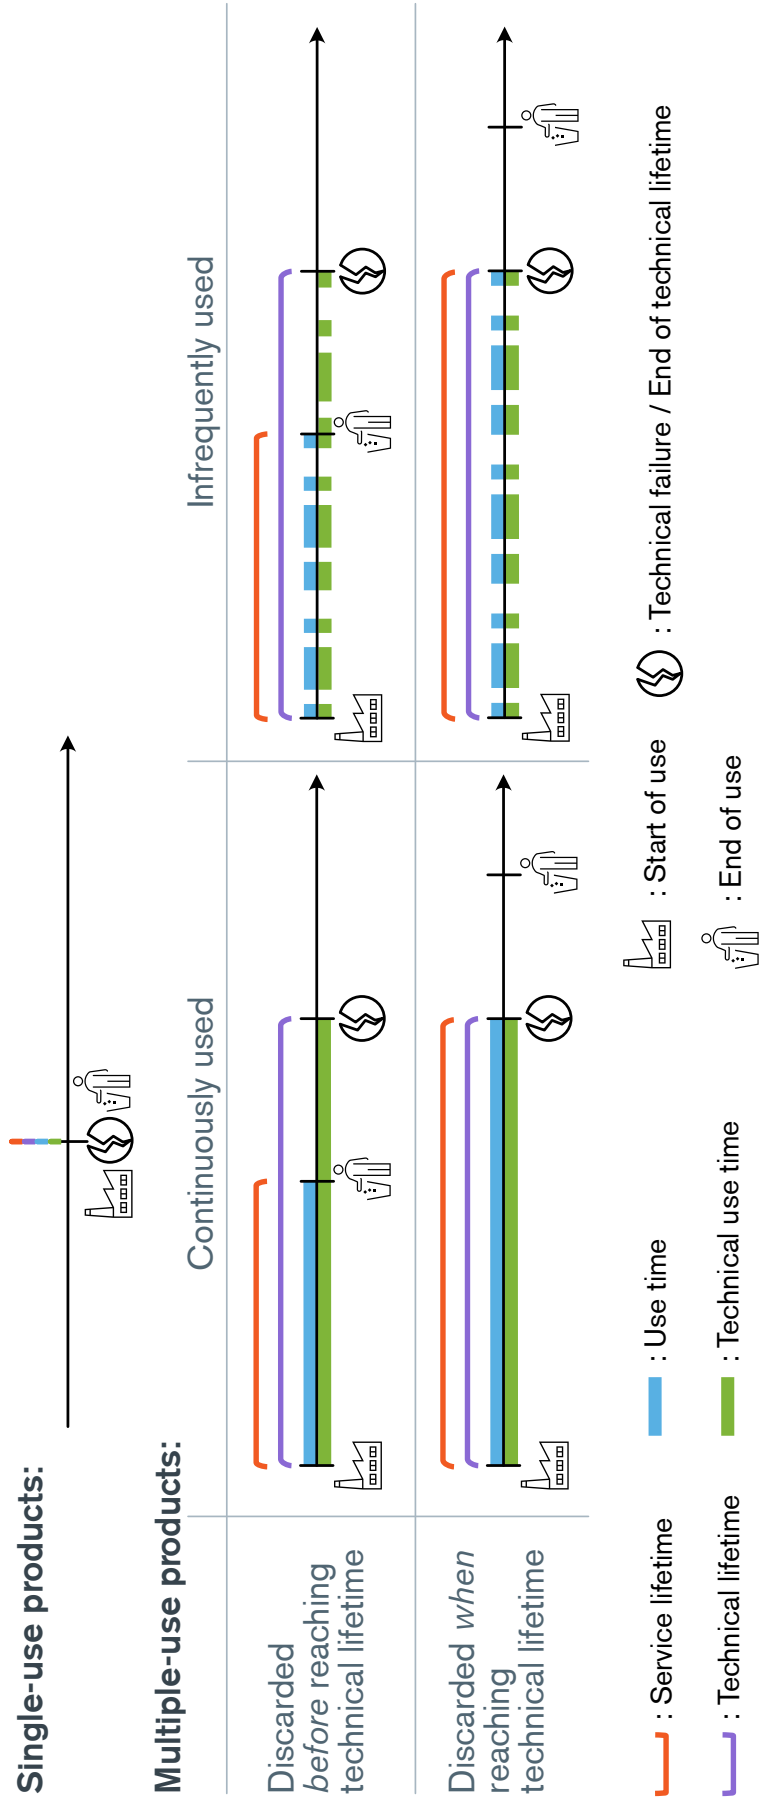 Single-use products:
Multiple-use products:
Continuously used
Infrequently used
Discarded
before reaching
technical lifetime
Discarded when
reaching
technical lifetime
: Service lifetime
: Use time
: Start of use
: Technical failure / End of technical lifetime
: Technical lifetime
: Technical use time
: End of use